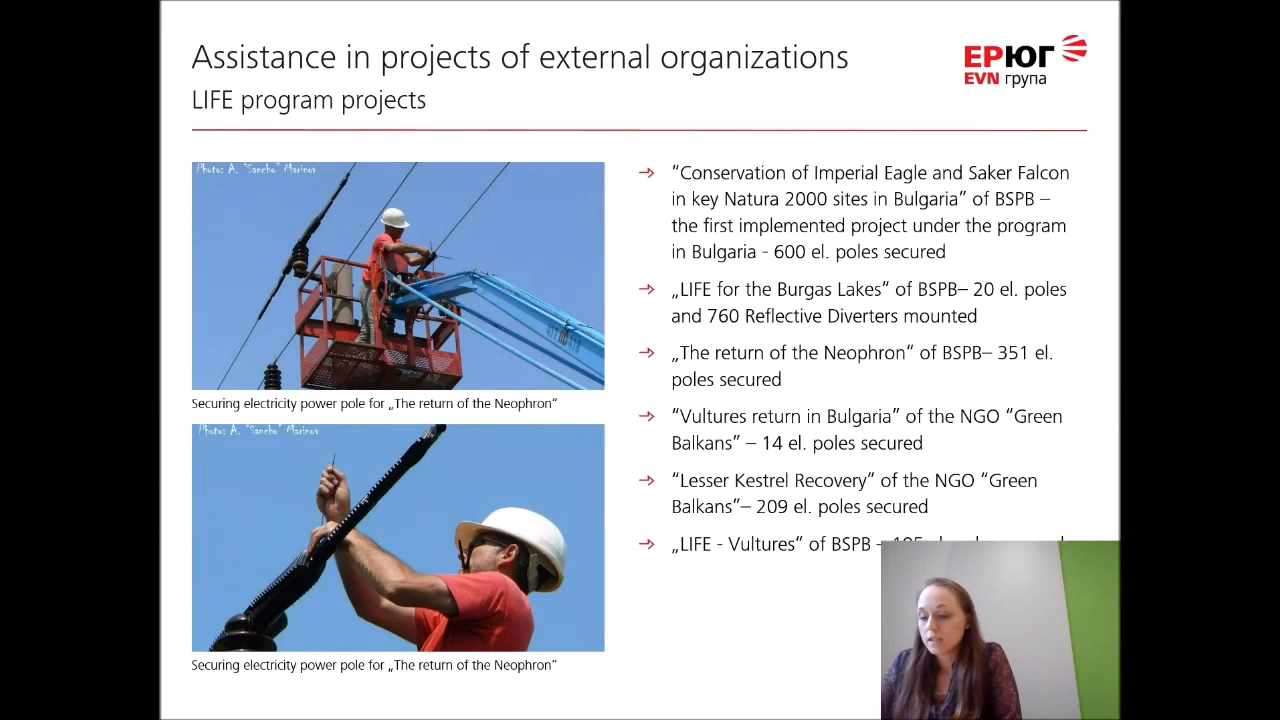 Assistance in projects of external organizations
LIFE program projects
ЕРЮГ
EVN група
Photo: A. "Sancho" Marinov
Securing electricity power pole for „The return of the Neophron“
Photo: A. "Sancho" Marinov
Securing electricity power pole for „The return of the Neophron“
“Conservation of Imperial Eagle and Saker Falcon
in key Natura 2000 sites in Bulgaria” of BSPB –
the first implemented project under the program
in Bulgaria - 600 el. poles secured
„LIFE for the Burgas Lakes“ of BSPB– 20 el. poles
and 760 Reflective Diverters mounted
„The return of the Neophron“ of BSPB– 351 el.
poles secured
“Vultures return in Bulgaria” of the NGO “Green
Balkans” – 14 el. poles secured
“Lesser Kestrel Recovery” of the NGO “Green
Balkans”– 209 el. poles secured
„LIFE - Vultures“ of BSPB –